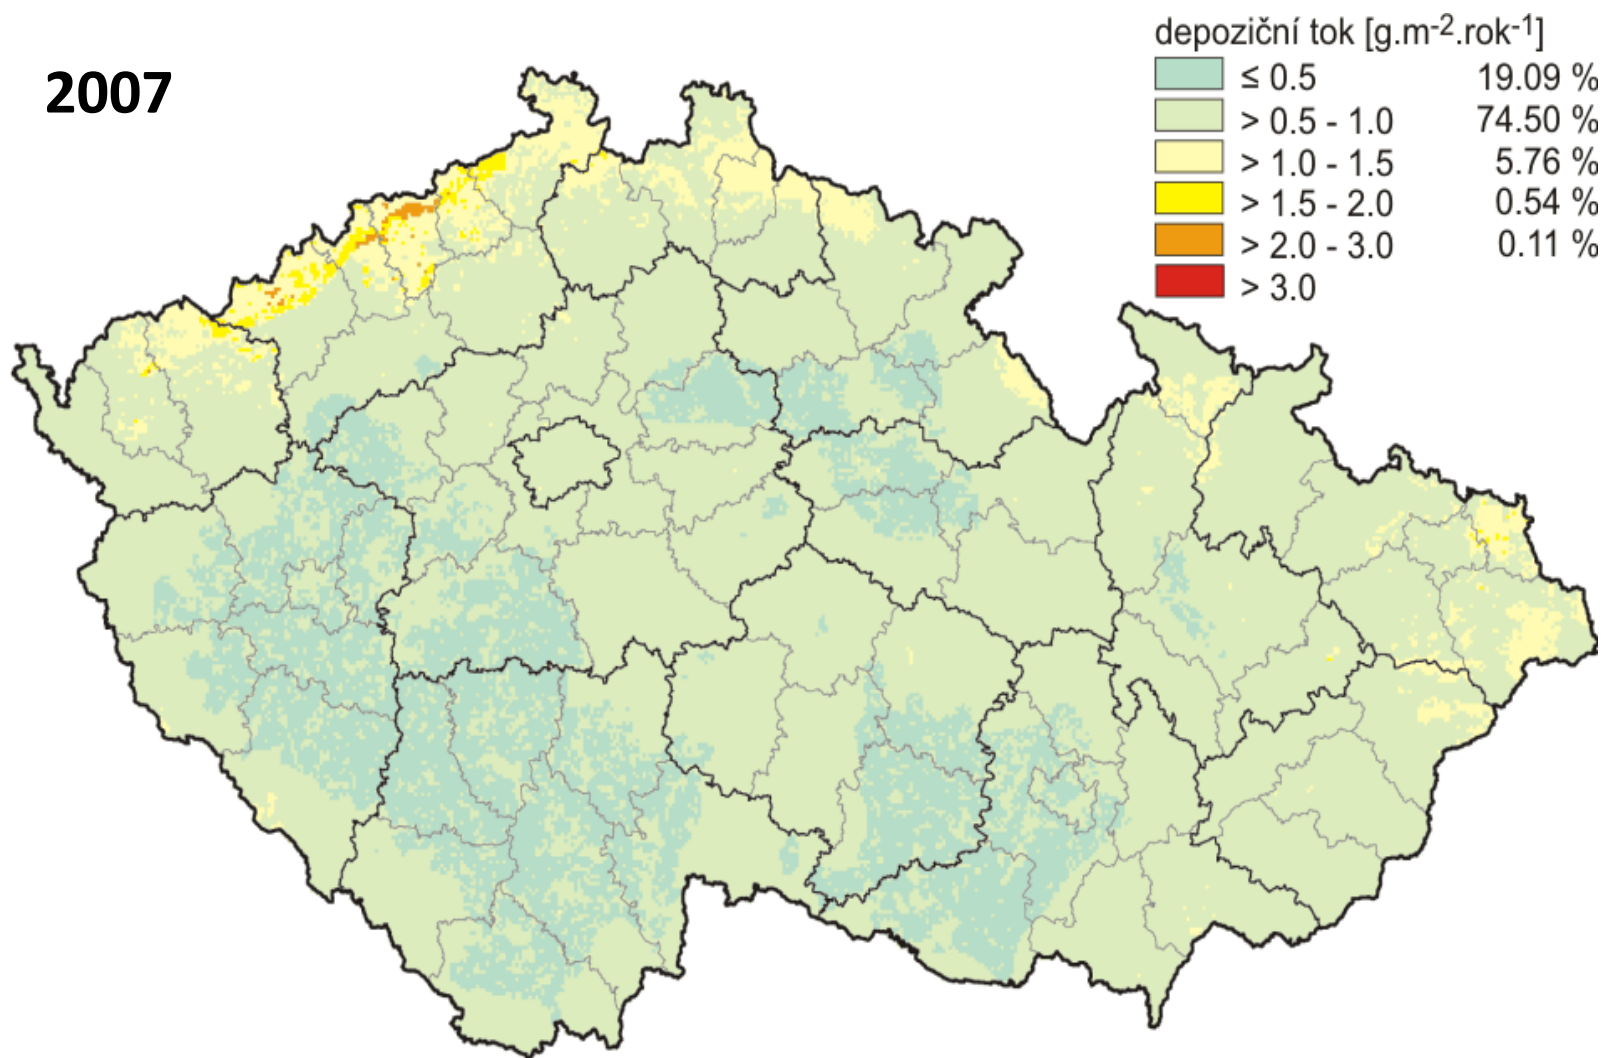 2007
depoziční tok [g.m-2.rok-1]
≤ 0.5 19.09 %
> 0.5 - 1.0 74.50 %
> 1.0 - 1.5 5.76 %
> 1.5 - 2.0 0.54 %
> 2.0 - 3.0 0.11 %
> 3.0